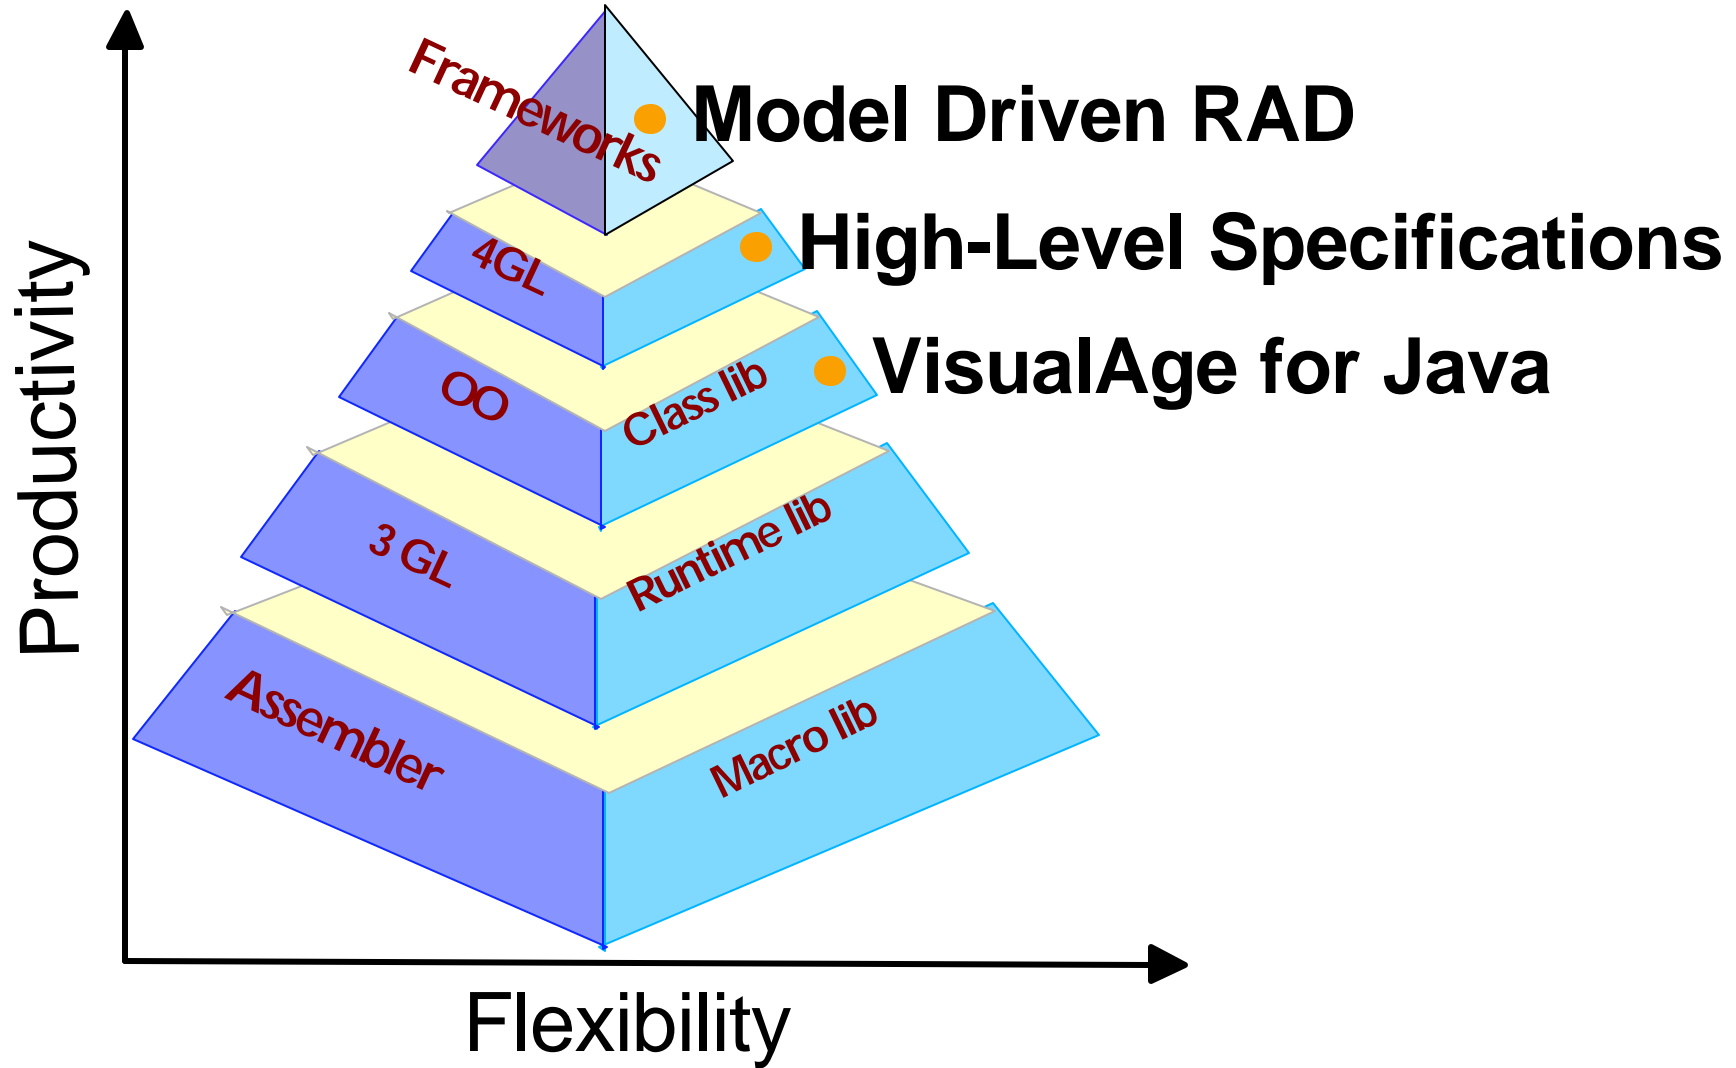 Frameworks
Model Driven RAD
4GL
High-Level Specifications
OO
Class lib
VisualAge for Java
3 GL
Runtime lib
Assembler
Macro lib
Productivity
Flexibility